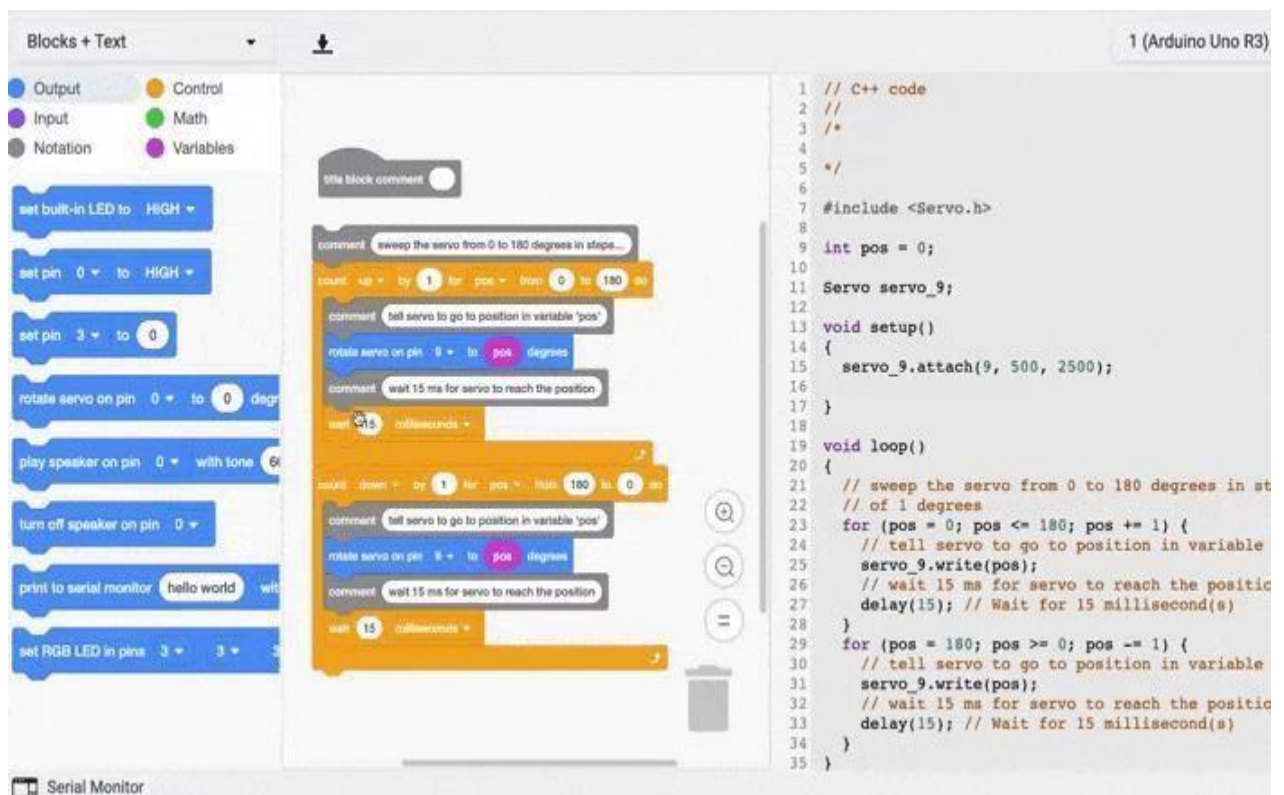 Blocks + Text
1 (Arduino Uno R3)
Output
Control
Input
Math
Notation
Variables
set built-in LED to HIGH
set pin 0 to HIGH
set pin 3 to 0
rotate servo on pin 0 to 0 degr
play speaker on pin 0 with tone 60
turn off speaker on pin 0
print to serial monitor hello world wit
set RGB LED in pins 3 3 3
title block comment
comment sweep the servo from 0 to 180 degrees in steps...
count up by 1 for pos from 0 to 180 do
comment tell servo to go to position in variable 'pos'
rotate servo on pin 9 to pos degrees
comment wait 15 ms for servo to reach the position
wait 15 milliseconds
count down by 1 for pos from 180 to 0 do
comment tell servo to go to position in variable 'pos'
rotate servo on pin 9 to pos degrees
comment wait 15 ms for servo to reach the position
wait 15 milliseconds
1 // C++ code
2 //
3 /*
4
5 */
6
7 #include <Servo.h>
8
9 int pos = 0;
10
11 Servo servo_9;
12
13 void setup()
14 {
15 servo_9.attach(9, 500, 2500);
16
17 }
18
19 void loop()
20 {
21 // sweep the servo from 0 to 180 degrees in st
22 // of 1 degrees
23 for (pos = 0; pos <= 180; pos += 1) {
24 // tell servo to go to position in variable
25 servo_9.write(pos);
26 // wait 15 ms for servo to reach the positio
27 delay(15); // Wait for 15 millisecond(s)
28 }
29 for (pos = 180; pos >= 0; pos -= 1) {
30 // tell servo to go to position in variable
31 servo_9.write(pos);
32 // wait 15 ms for servo to reach the positio
33 delay(15); // Wait for 15 millisecond(s)
34 }
35 }
Serial Monitor